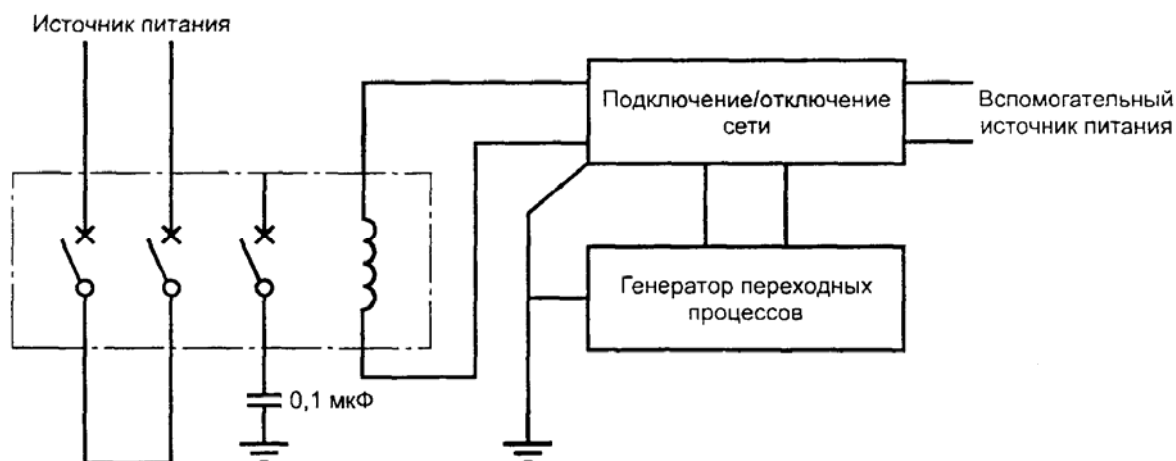 Источник питания
Подключение/отключение
сети
Вспомогательный
источник питания
Генератор переходных
процессов
0,1 мкФ